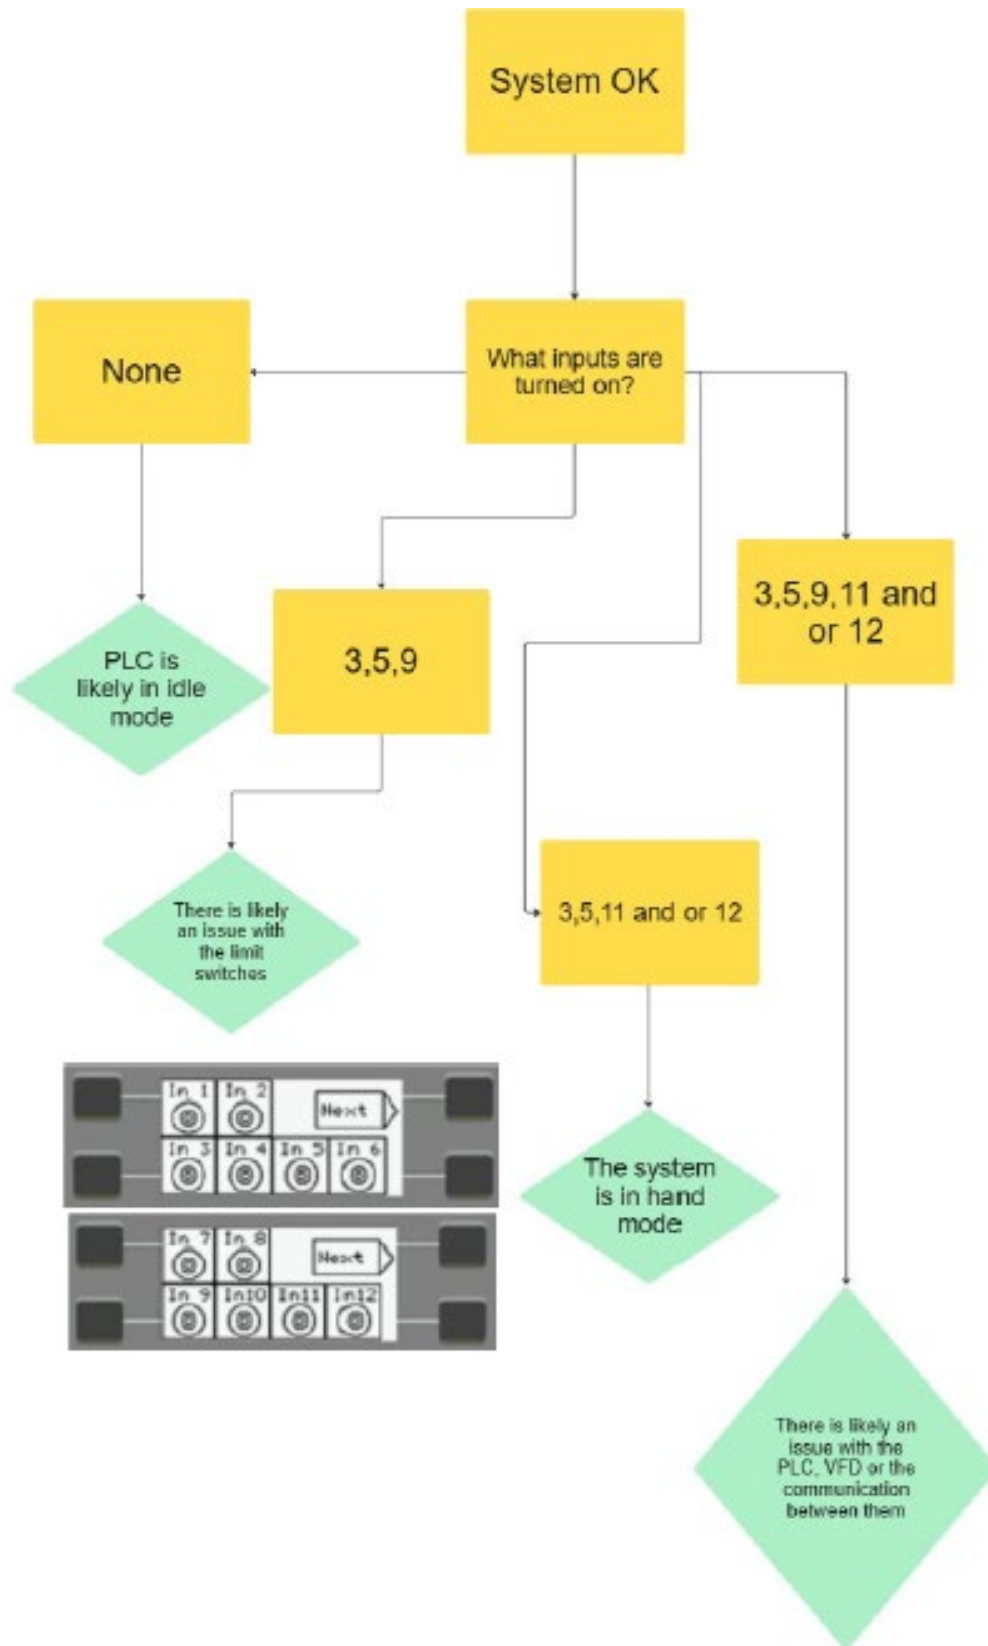 System OK
None
What inputs are
turned on?
3,5,9,11 and
or 12
PLC is
likely in idle
mode
3,5,9
3,5,11 and or 12
There is likely
an issue with
the limit
switches
In 1
In 2
Next
In 3
In 4
In 5
In 6
The system
is in hand
mode
In 7
In 8
Next
In 9
In10
In11
In12
There is likely an
issue with the
PLC, VFD or the
communication
between them